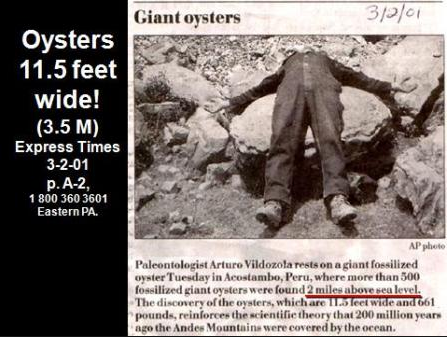 Oysters
11.5 feet
wide!
(3.5 M)
Express Times
3-2-01
p. A-2,
1 800 360 3601
Eastern PA.
Giant oysters
3/2/01
AP photo
Paleontologist Arturo Vildozola rests on a giant fossilized
oyster Tuesday in Acostambo, Peru, where more than 500
fossilized giant oysters were found 2 miles above sea level.
The discovery of the oysters, which are 11.5 feet wide and 661
pounds, reinforces the scientific theory that 200 million years
ago the Andes Mountains were covered by the ocean.